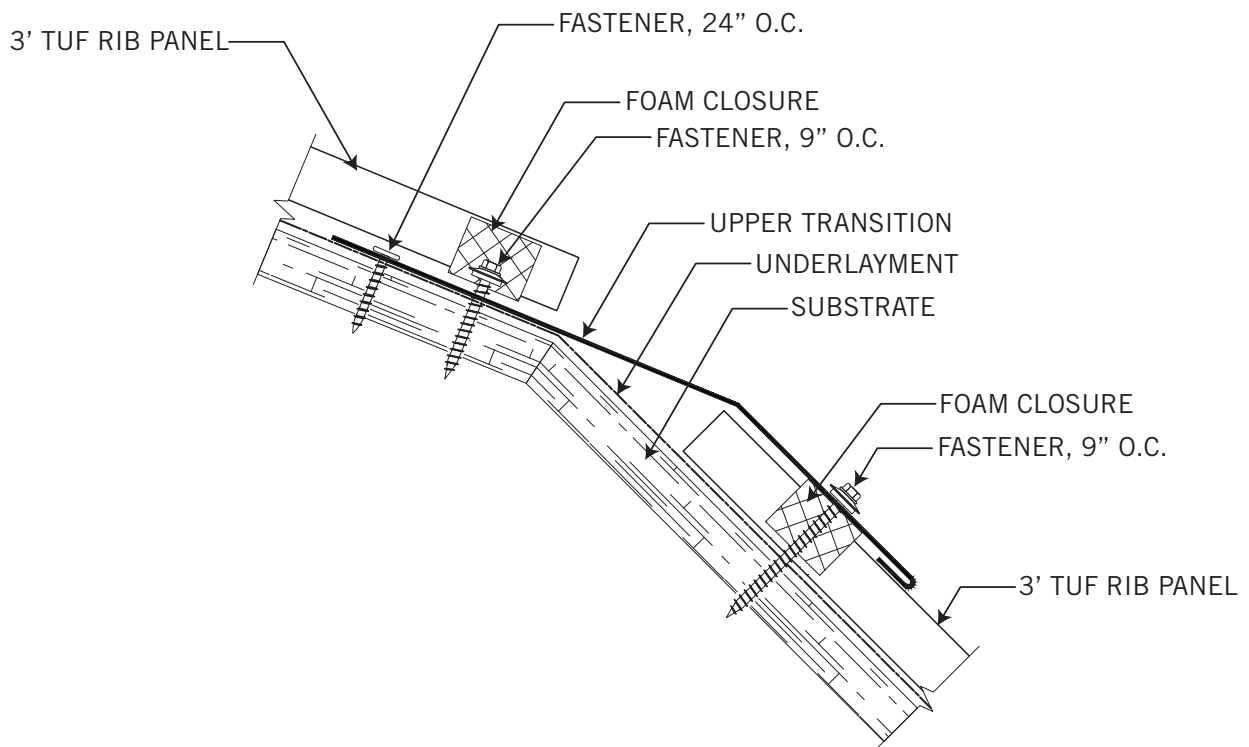 FASTENER, 24” O.C.
3’ TUF RIB PANEL
FOAM CLOSURE
FASTENER, 9” O.C.
UPPER TRANSITION
UNDERLAYMENT
SUBSTRATE
FOAM CLOSURE
FASTENER, 9” O.C.
3’ TUF RIB PANEL